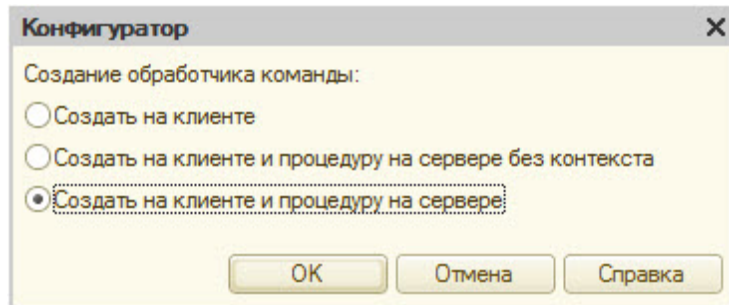 Конфигуратор
Создание обработчика команды:
Создать на клиенте
Создать на клиенте и процедуру на сервере без контекста
Создать на клиенте и процедуру на сервере
ОК Отмена Справка